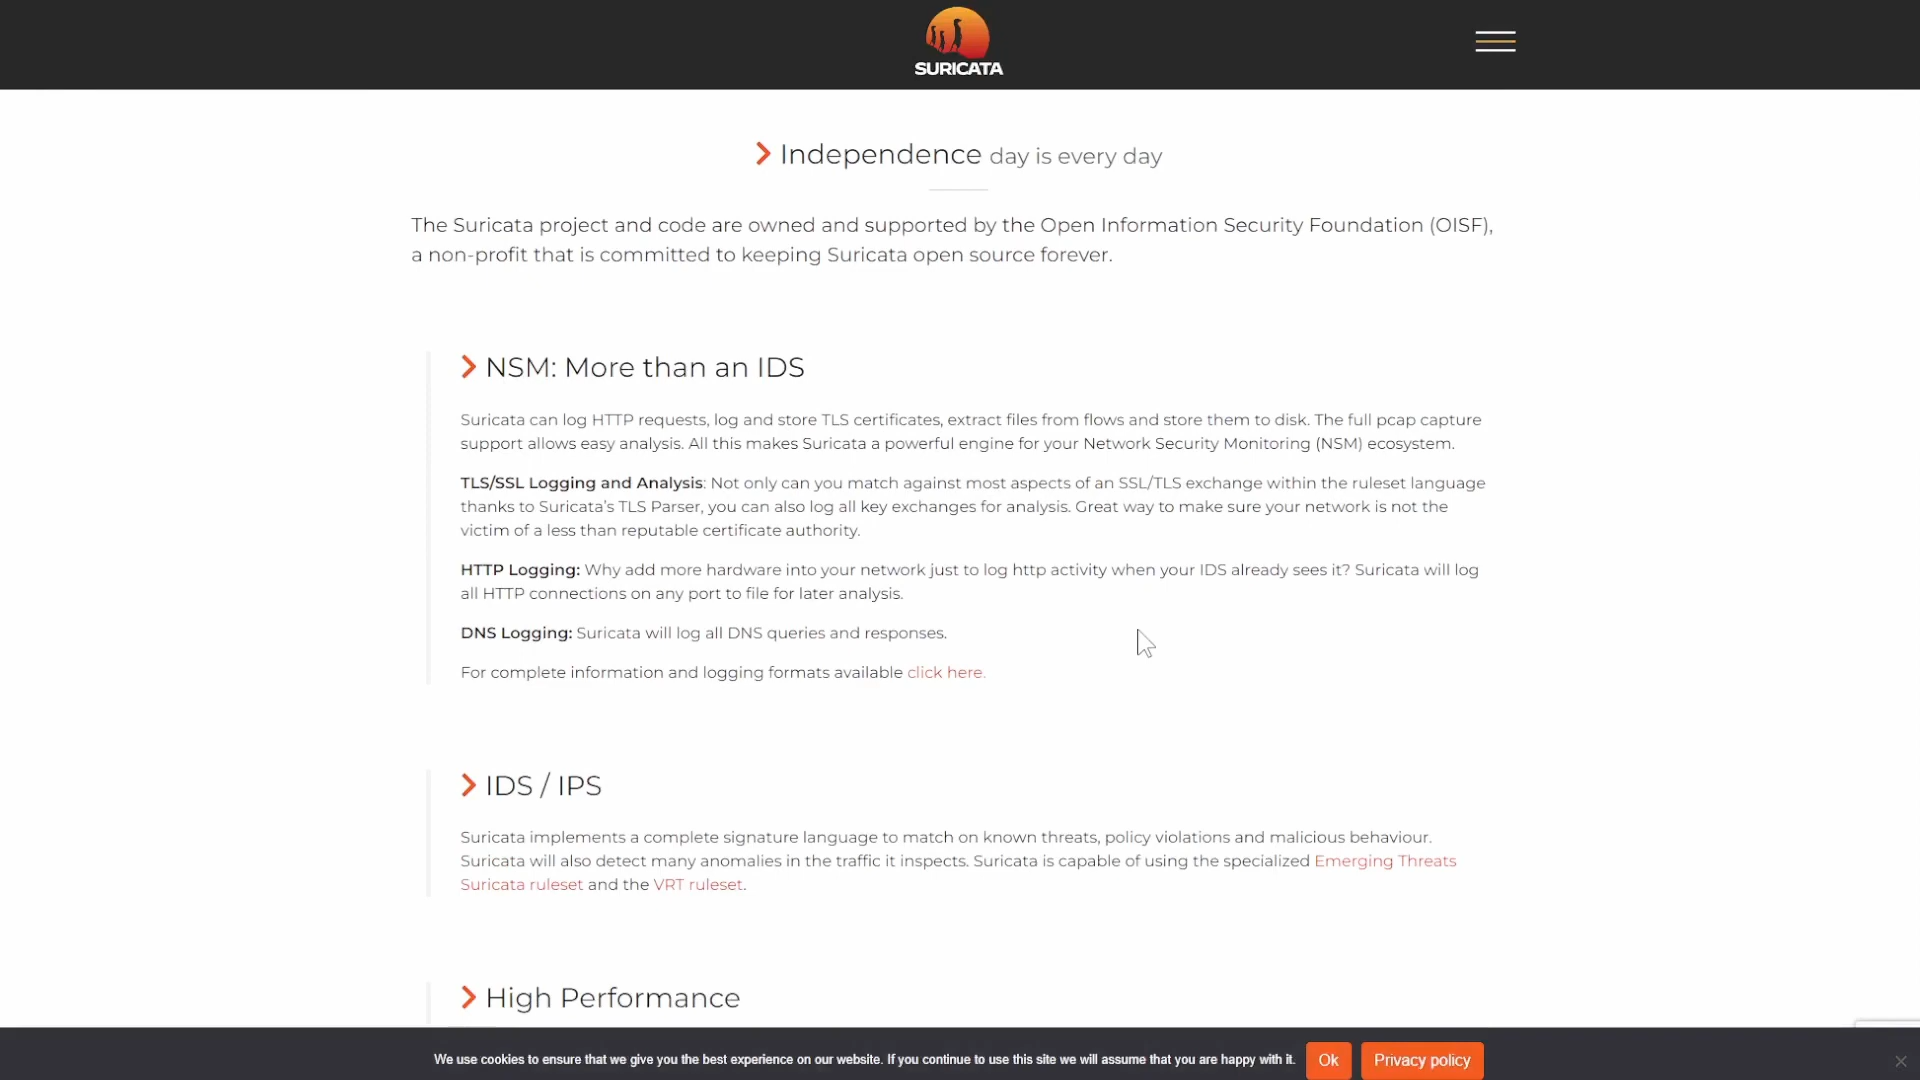 SURICATA
Independence day is every day
The Suricata project and code are owned and supported by the Open Information Security Foundation (OISF),
a non-profit that is committed to keeping Suricata open source forever.
NSM: More than an IDS
Suricata can log HTTP requests, log and store TLS certificates, extract files from flows and store them to disk. The full pcap capture
support allows easy analysis. All this makes Suricata a powerful engine for your Network Security Monitoring (NSM) ecosystem.
TLS/SSL Logging and Analysis: Not only can you match against most aspects of an SSL/TLS exchange within the ruleset language
thanks to Suricata’s TLS Parser, you can also log all key exchanges for analysis. Great way to make sure your network is not the
victim of a less than reputable certificate authority.
HTTP Logging: Why add more hardware into your network just to log http activity when your IDS already sees it? Suricata will log
all HTTP connections on any port to file for later analysis.
DNS Logging: Suricata will log all DNS queries and responses.
For complete information and logging formats available click here.
IDS / IPS
Suricata implements a complete signature language to match on known threats, policy violations and malicious behaviour.
Suricata will also detect many anomalies in the traffic it inspects. Suricata is capable of using the specialized Emerging Threats
Suricata ruleset and the VRT ruleset.
High Performance
We use cookies to ensure that we give you the best experience on our website. If you continue to use this site we will assume that you are happy with it. Ok Privacy policy